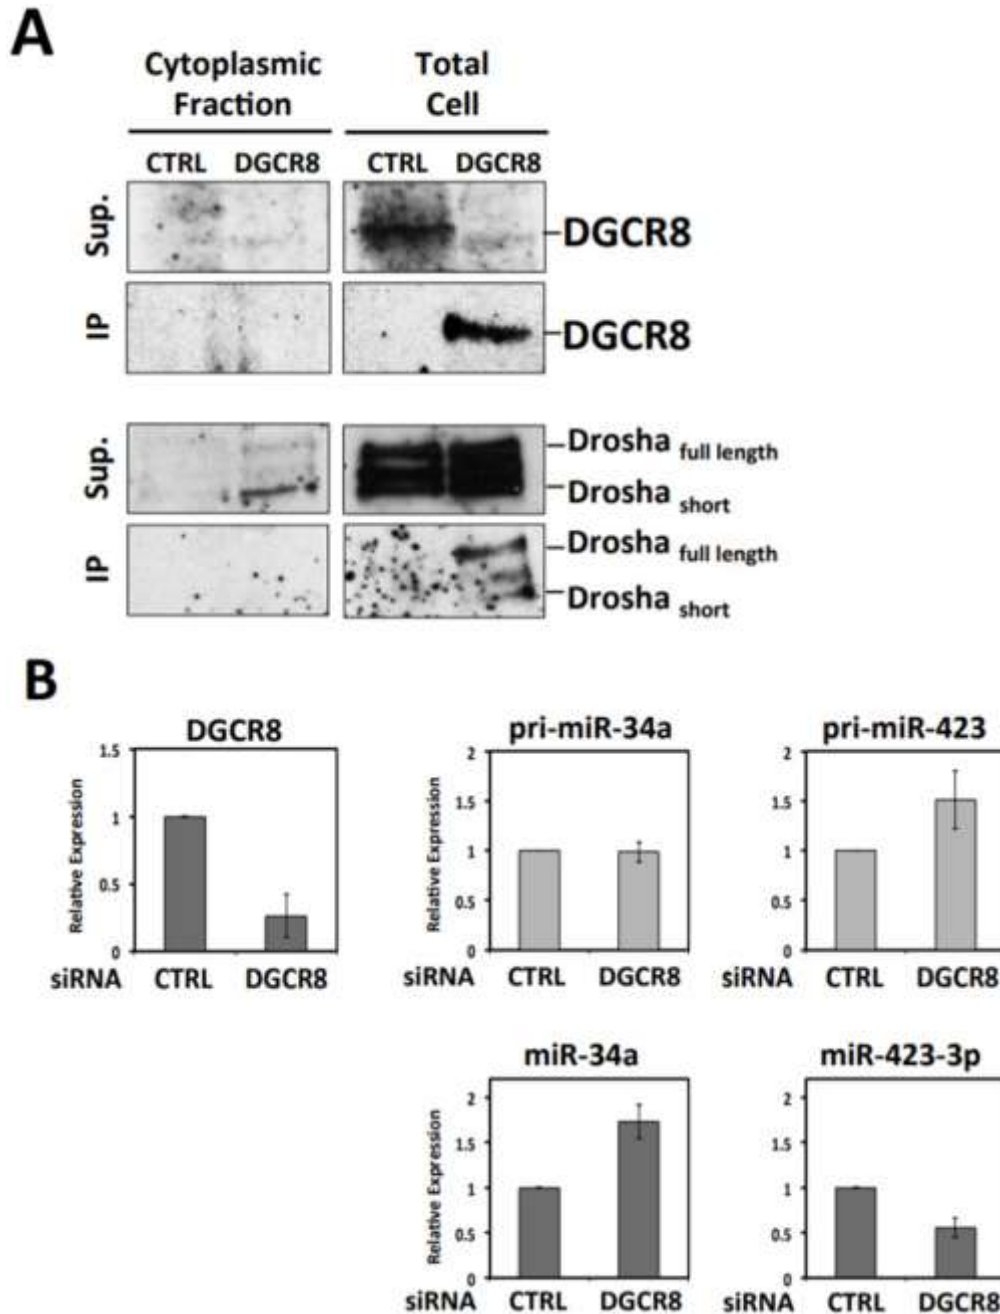 A
Cytoplasmic Fraction
Total Cell
CTRL DGCR8 CTRL DGCR8
Sup. DGCR8
IP DGCR8
Sup. Drosha full length
Drosha short
IP Drosha full length
Drosha short
B
DGCR8
Relative Expression
1.5
1
0.5
0
siRNA CTRL DGCR8
pri-miR-34a
Relative Expression
2
1.5
1
0.5
0
siRNA CTRL DGCR8
pri-miR-423
2
1.5
1
0.5
0
siRNA CTRL DGCR8
miR-34a
Relative Expression
2
1.5
1
0.5
0
siRNA CTRL DGCR8
miR-423-3p
2
1.5
1
0.5
0
siRNA CTRL DGCR8